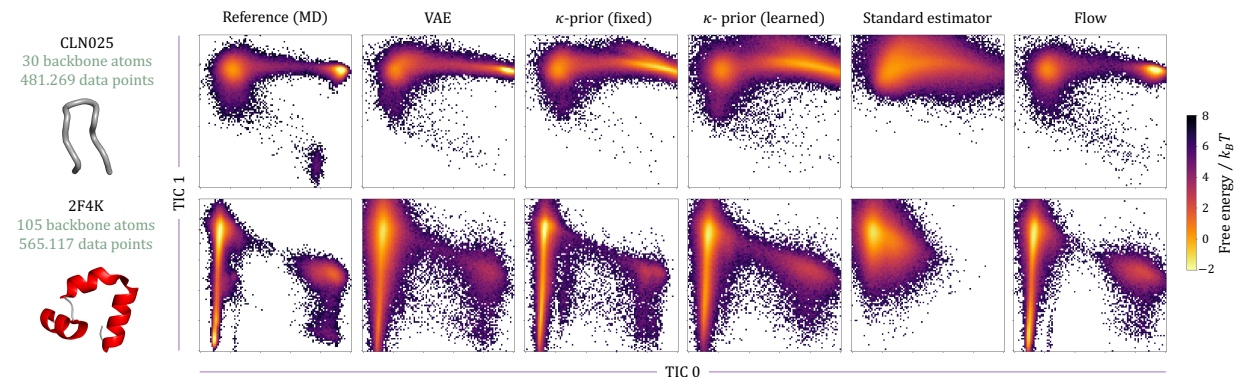 Reference (MD)
VAE
κ-prior (fixed)
κ- prior (learned)
Standard estimator
Flow
CLN025
30 backbone atoms
481.269 data points
2F4K
105 backbone atoms
565.117 data points
TIC 1
TIC 0
8
6
4
2
0
−2
Free energy / k_BT